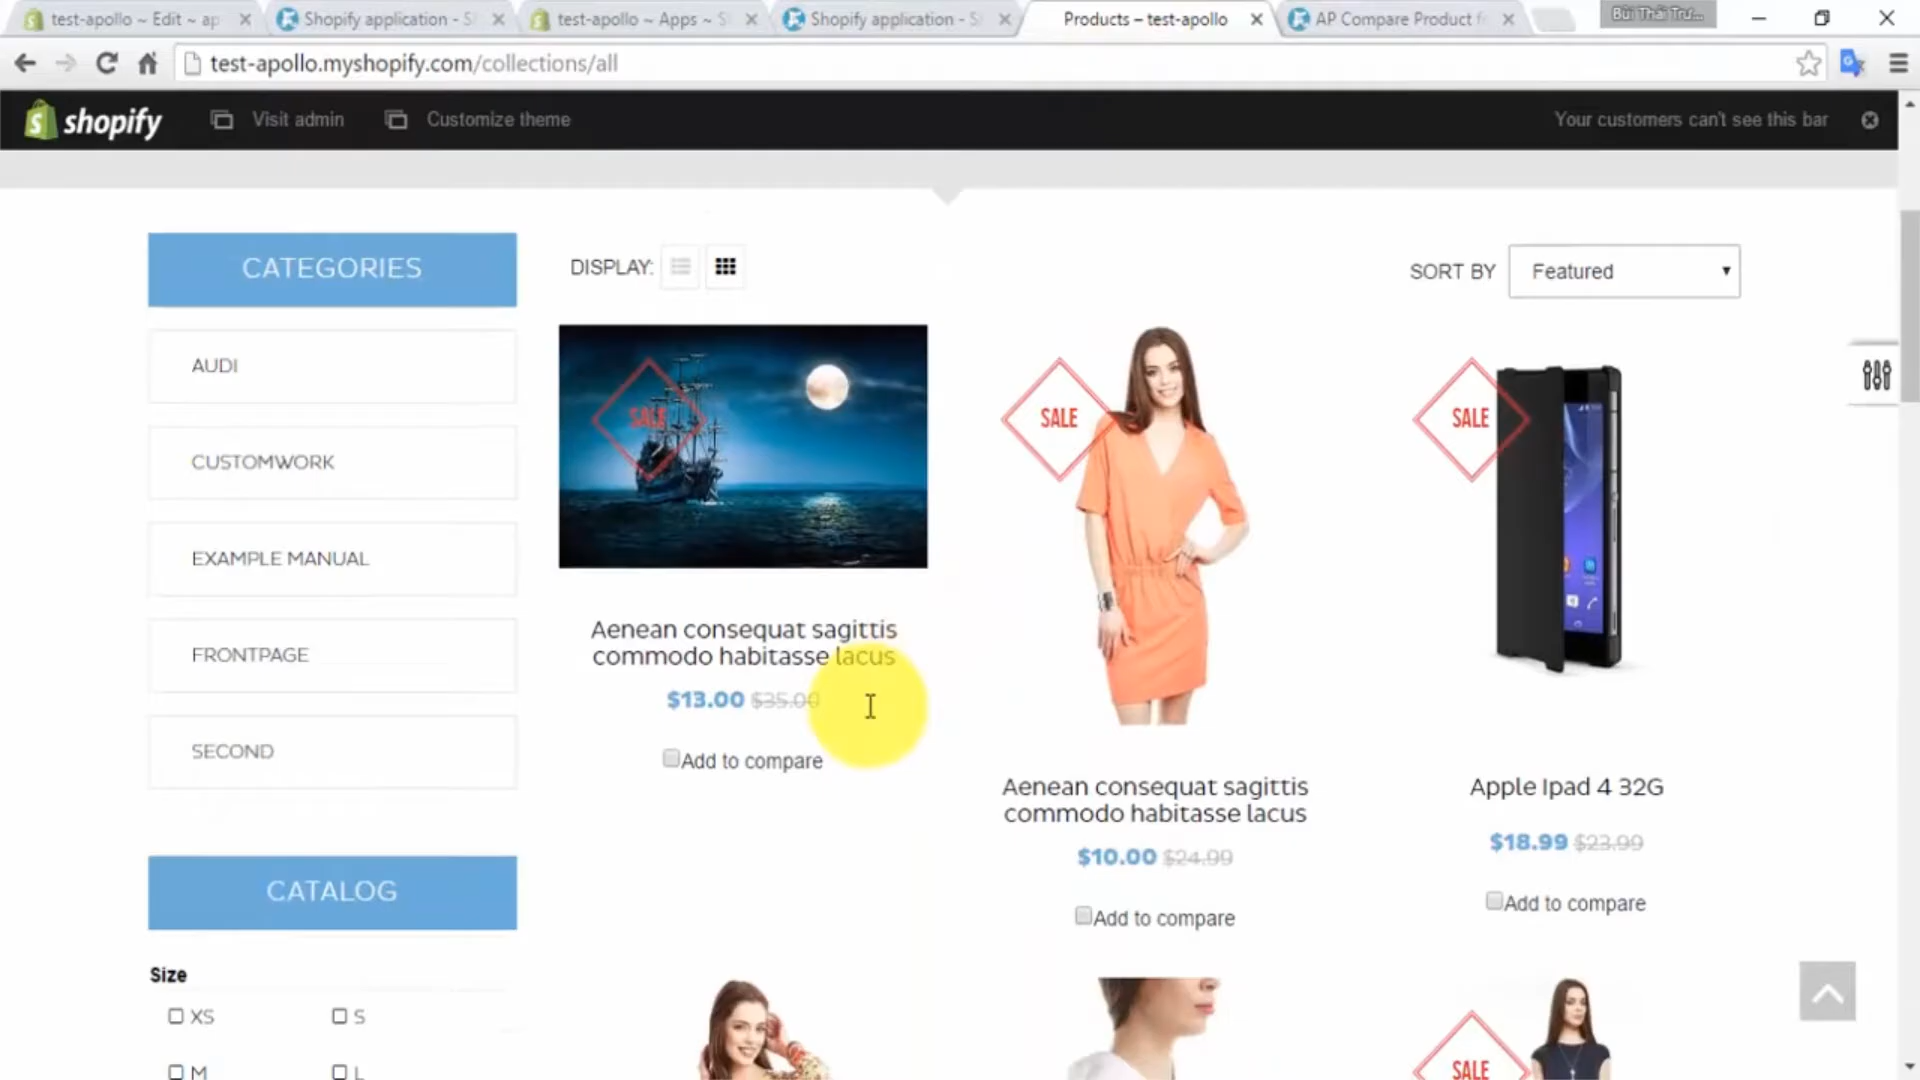 test-apollo ~ Edit ~ ap
Shopify application - S
test-apollo ~ Apps ~ S
Shopify application - S
Products – test-apollo
AP Compare Product f
Bùi Thái Trư...
test-apollo.myshopify.com/collections/all
shopify
Visit admin
Customize theme
Your customers can't see this bar
CATEGORIES
AUDI
CUSTOMWORK
EXAMPLE MANUAL
FRONTPAGE
SECOND
CATALOG
Size
XS
S
M
L
DISPLAY:
SORT BY
Featured
SALE
Aenean consequat sagittis
commodo habitasse lacus
$13.00 $35.00
Add to compare
SALE
Aenean consequat sagittis
commodo habitasse lacus
$10.00 $24.99
Add to compare
SALE
Apple Ipad 4 32G
$18.99 $23.99
Add to compare
SALE